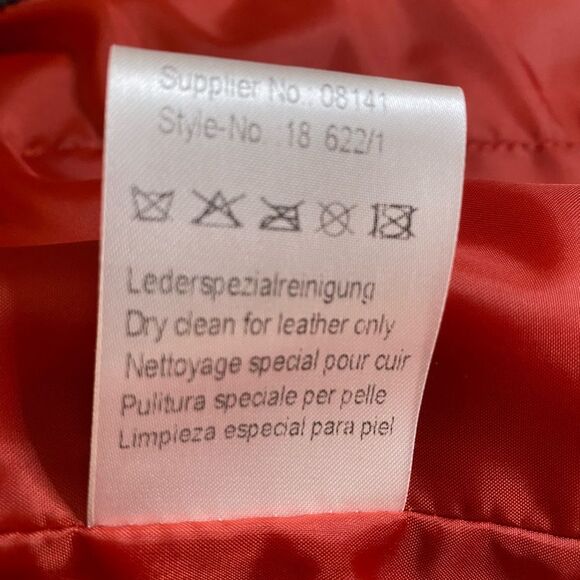 Supplier No.: 08141
Style-No. :18 622/1
Lederspezialreinigung
Dry clean for leather only
Nettoyage special pour cuir
Pulitura speciale per pelle
Limpieza especial para piel